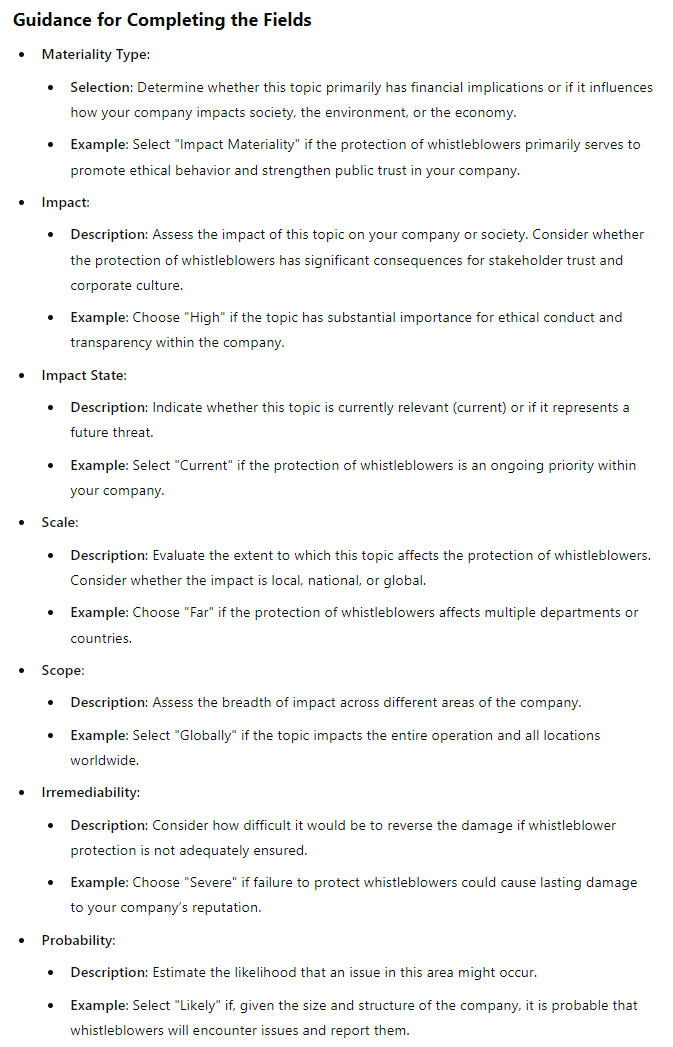 Guidance for Completing the Fields
• Materiality Type:
• Selection: Determine whether this topic primarily has financial implications or if it influences
how your company impacts society, the environment, or the economy.
• Example: Select "Impact Materiality" if the protection of whistleblowers primarily serves to
promote ethical behavior and strengthen public trust in your company.
• Impact:
• Description: Assess the impact of this topic on your company or society. Consider whether
the protection of whistleblowers has significant consequences for stakeholder trust and
corporate culture.
• Example: Choose "High" if the topic has substantial importance for ethical conduct and
transparency within the company.
• Impact State:
• Description: Indicate whether this topic is currently relevant (current) or if it represents a
future threat.
• Example: Select "Current" if the protection of whistleblowers is an ongoing priority within
your company.
• Scale:
• Description: Evaluate the extent to which this topic affects the protection of whistleblowers.
Consider whether the impact is local, national, or global.
• Example: Choose "Far" if the protection of whistleblowers affects multiple departments or
countries.
• Scope:
• Description: Assess the breadth of impact across different areas of the company.
• Example: Select "Globally" if the topic impacts the entire operation and all locations
worldwide.
• Irremediability:
• Description: Consider how difficult it would be to reverse the damage if whistleblower
protection is not adequately ensured.
• Example: Choose "Severe" if failure to protect whistleblowers could cause lasting damage
to your company's reputation.
• Probability:
• Description: Estimate the likelihood that an issue in this area might occur.
• Example: Select "Likely" if, given the size and structure of the company, it is probable that
whistleblowers will encounter issues and report them.